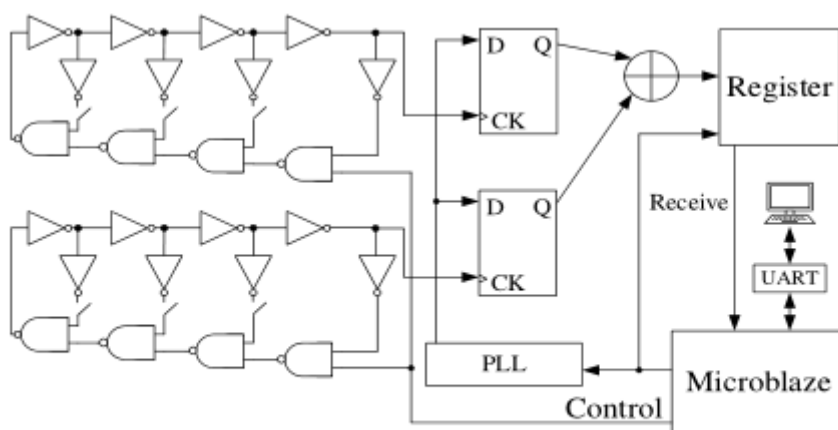 D Q
CK
Register
D Q
CK
Receive
UART
PLL
Microblaze
Control